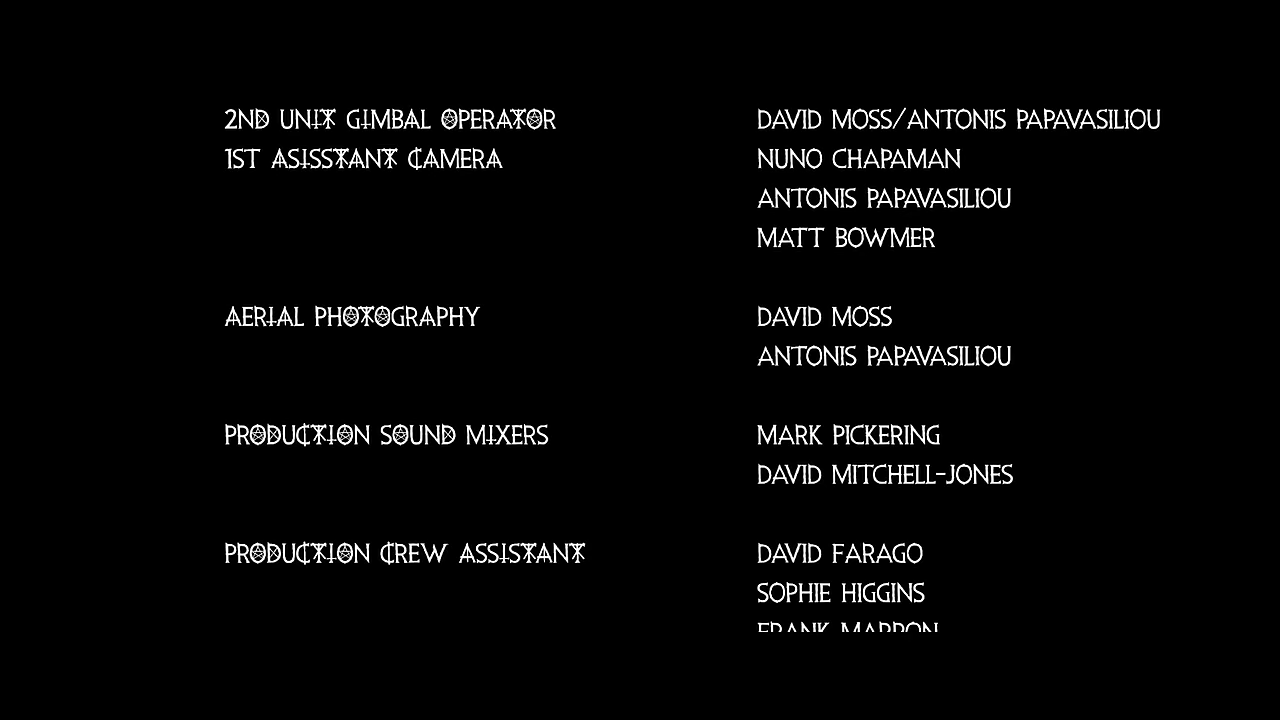 2ND UNIT GIMBAL OPERATOR DAVID MOSS/ANTONIS PAPAVASILIOU
1ST ASISSTANT CAMERA NUNO CHAPAMAN
ANTONIS PAPAVASILIOU
MATT BOWMER
AERIAL PHOTOGRAPHY DAVID MOSS
ANTONIS PAPAVASILIOU
PRODUCTION SOUND MIXERS MARK PICKERING
DAVID MITCHELL-JONES
PRODUCTION CREW ASSISTANT DAVID FARAGO
SOPHIE HIGGINS
FRANK